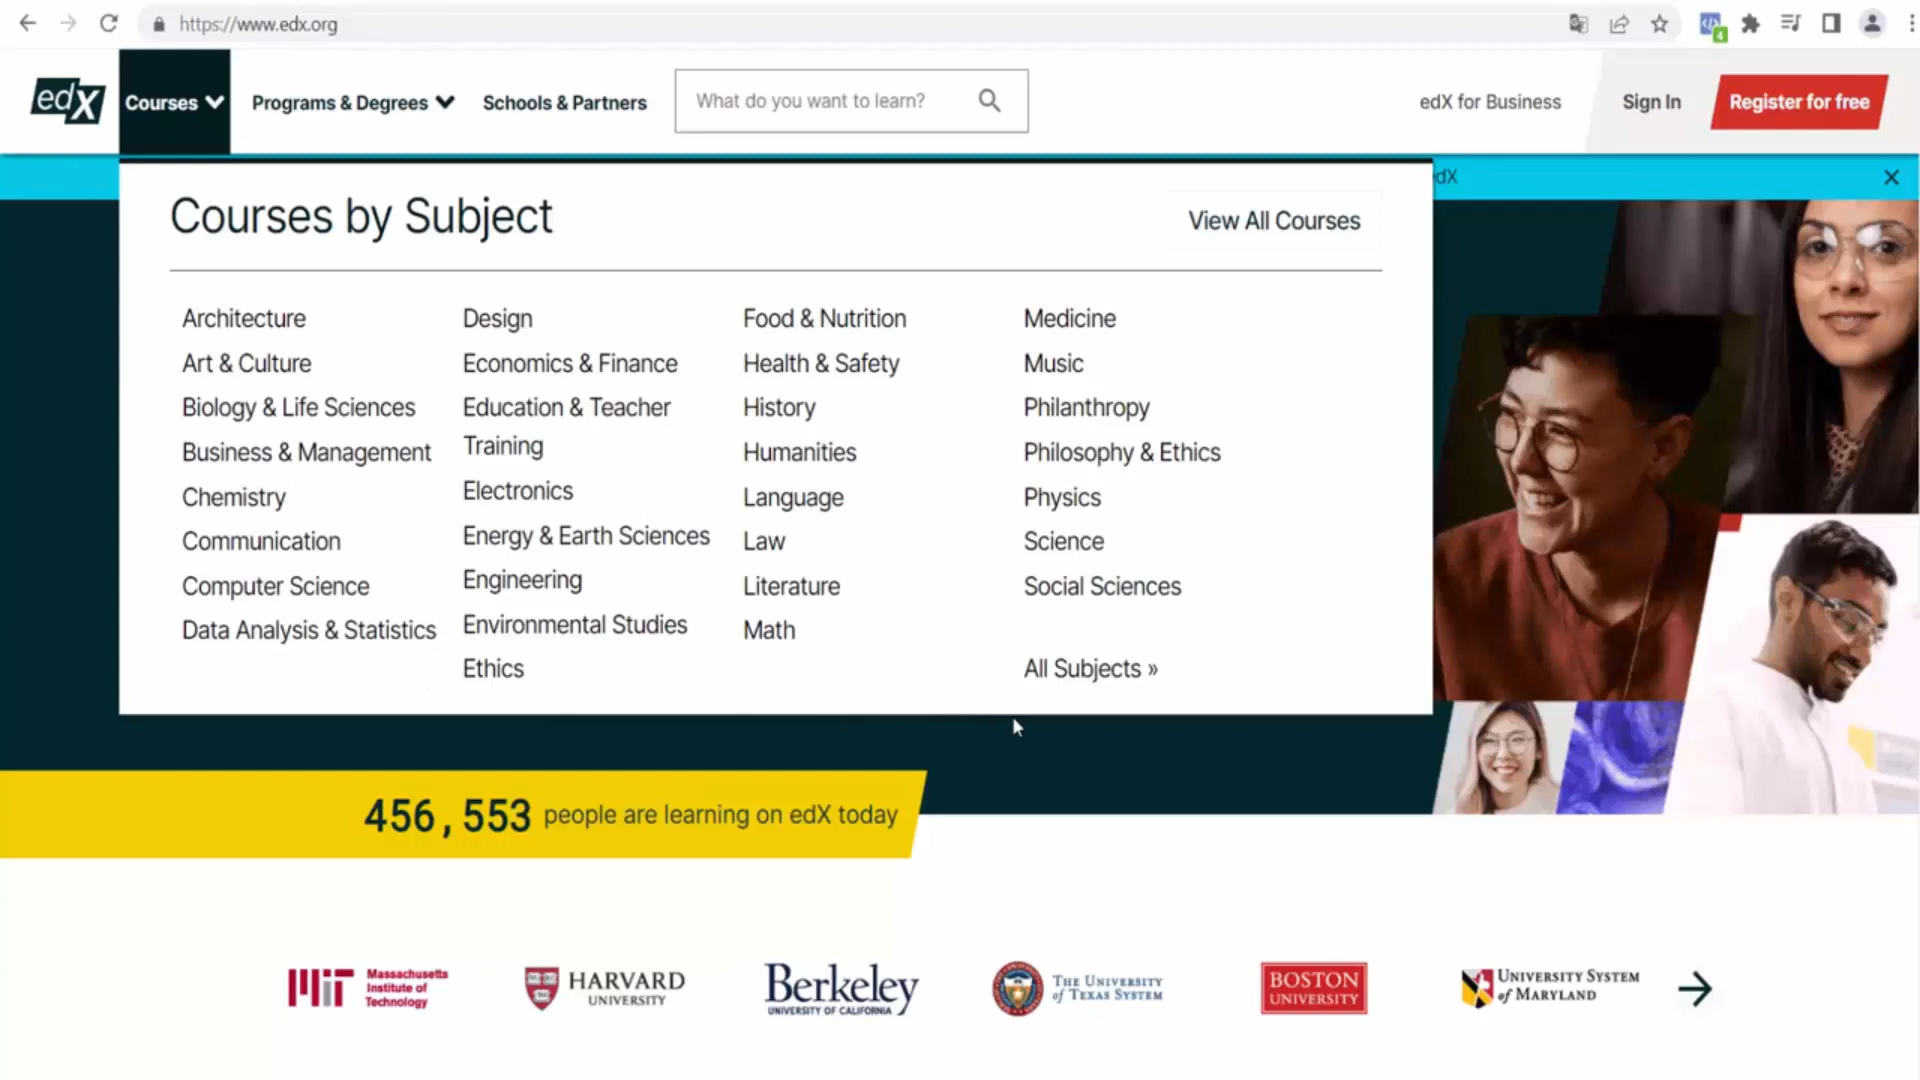 https://www.edx.org
4
edX
Courses
Programs & Degrees
Schools & Partners
What do you want to learn?
edX for Business
Sign In
Register for free
dX
Courses by Subject
View All Courses
Architecture
Art & Culture
Biology & Life Sciences
Business & Management
Chemistry
Communication
Computer Science
Data Analysis & Statistics
Design
Economics & Finance
Education & Teacher
Training
Electronics
Energy & Earth Sciences
Engineering
Environmental Studies
Ethics
Food & Nutrition
Health & Safety
History
Humanities
Language
Law
Literature
Math
Medicine
Music
Philanthropy
Philosophy & Ethics
Physics
Science
Social Sciences
All Subjects »
456,553 people are learning on edX today
MIT
Massachusetts
Institute of
Technology
HARVARD
UNIVERSITY
Berkeley
UNIVERSITY OF CALIFORNIA
THE UNIVERSITY
of TEXAS SYSTEM
BOSTON
UNIVERSITY
UNIVERSITY SYSTEM
of MARYLAND